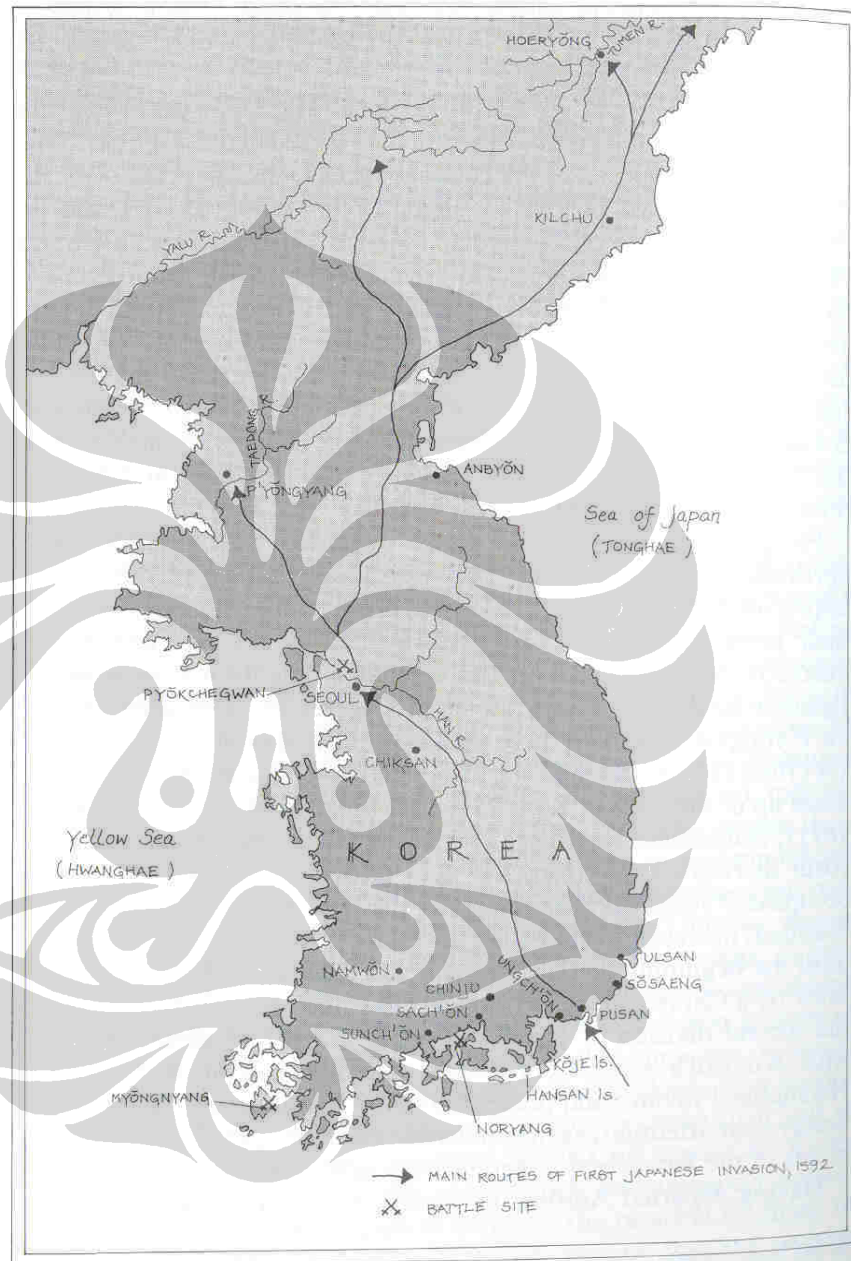 HOERYŎNG
TUMEN R.
KILCHU
YALU R.
TAEDONG R.
P'YŎNGYANG
ANBYŎN
Sea of Japan
(TONGHAE)
PYŎKCHEGWAN
SEOUL
HAN R.
CHIKSAN
Yellow Sea
(HWANGHAE)
KOREA
NAMWŎN
CHINJU
SACH'ŎN
SUNCH'ŎN
UNGCH'ŎN
ULSAN
SŎSAENG
PUSAN
KŎJE Is.
HANSAN Is.
MYŎNGNYANG
NORYANG
MAIN ROUTES OF FIRST JAPANESE INVASION, 1592
BATTLE SITE